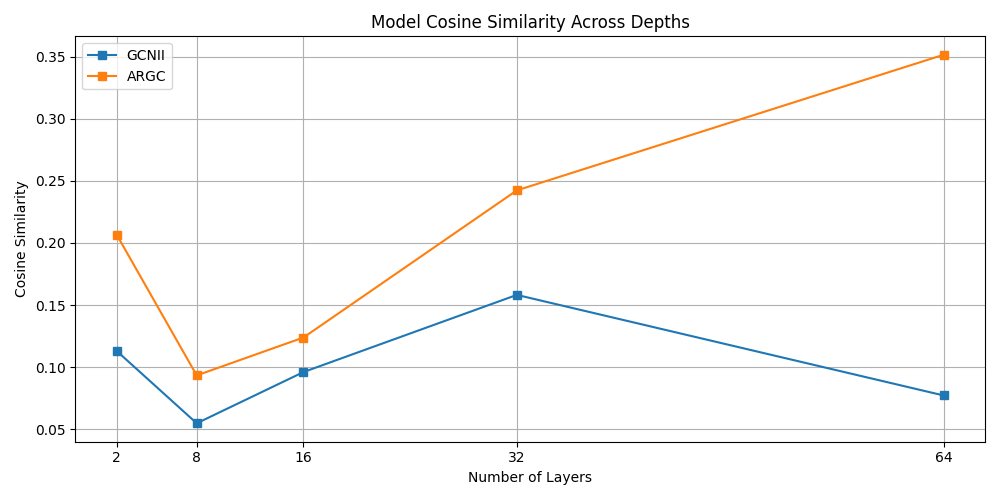 Model Cosine Similarity Across Depths
GCNII
ARGC
Cosine Similarity
0.35
0.30
0.25
0.20
0.15
0.10
0.05
2 8 16 32 64
Number of Layers